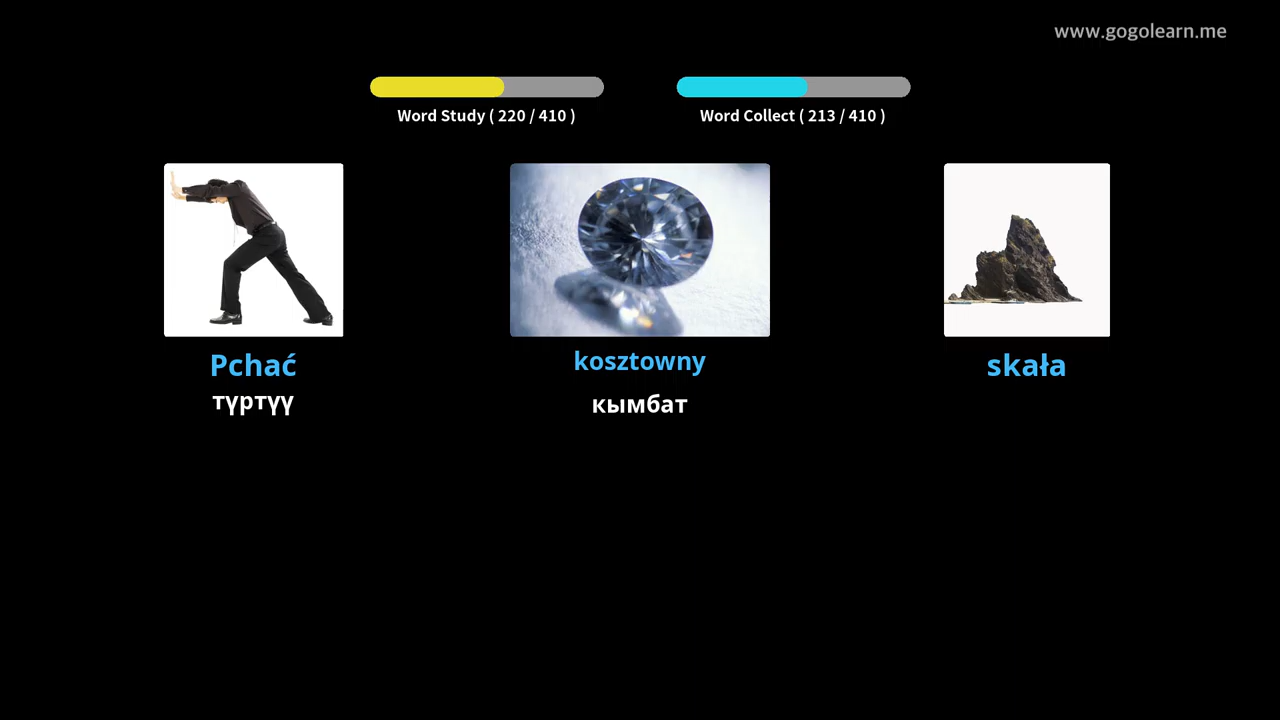 www.gogolearn.me
Word Study ( 220 / 410 )
Word Collect ( 213 / 410 )
Pchać
түртүү
kosztowny
кымбат
skała